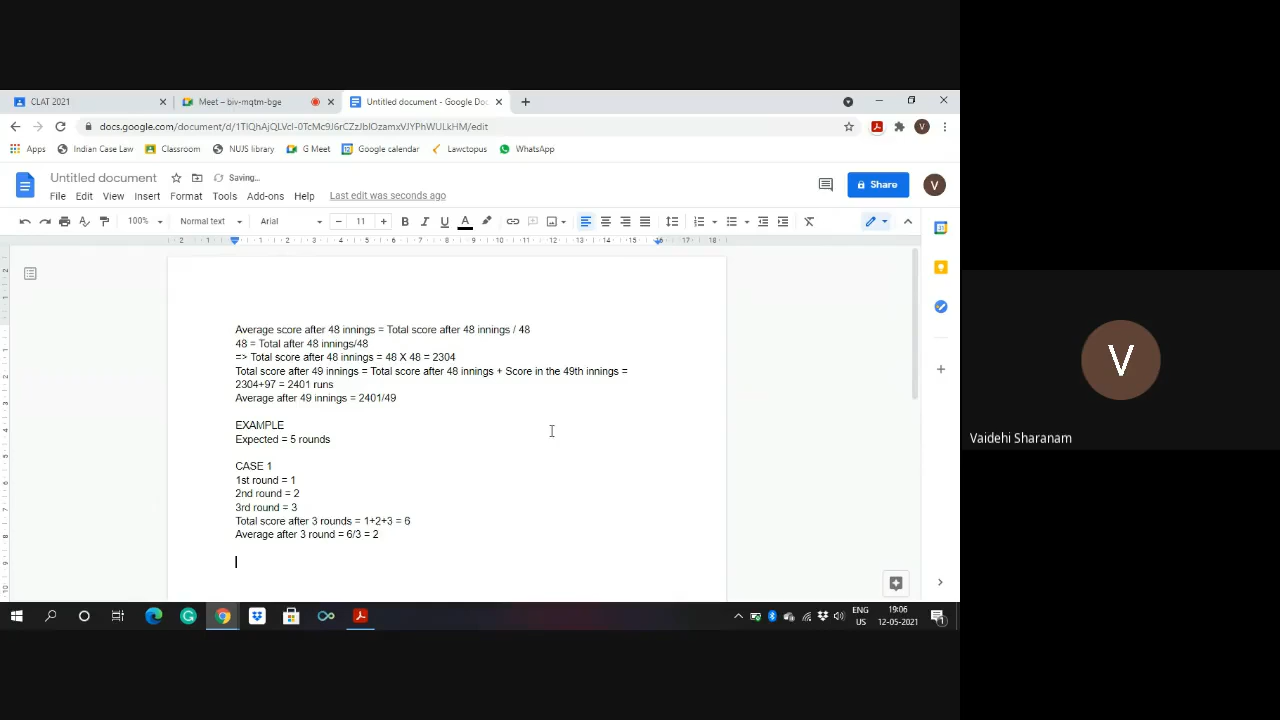 CLAT 2021
Meet – biv-mqtm-bge
Untitled document - Google Doc
docs.google.com/document/d/
/edit
Apps
Indian Case Law
Classroom
NUJS library
G Meet
Google calendar
Lawctopus
WhatsApp
Untitled document
Saving...
File Edit View Insert Format Tools Add-ons Help Last edit was seconds ago
Share
V
100% Normal text Arial 11
Average score after 48 innings = Total score after 48 innings / 48
48 = Total after 48 innings/48
=> Total score after 48 innings = 48 X 48 = 2304
Total score after 49 innings = Total score after 48 innings + Score in the 49th innings =
2304+97 = 2401 runs
Average after 49 innings = 2401/49
EXAMPLE
Expected = 5 rounds
CASE 1
1st round = 1
2nd round = 2
3rd round = 3
Total score after 3 rounds = 1+2+3 = 6
Average after 3 round = 6/3 = 2
ENG
US
19:06
12-05-2021
V
Vaidehi Sharanam